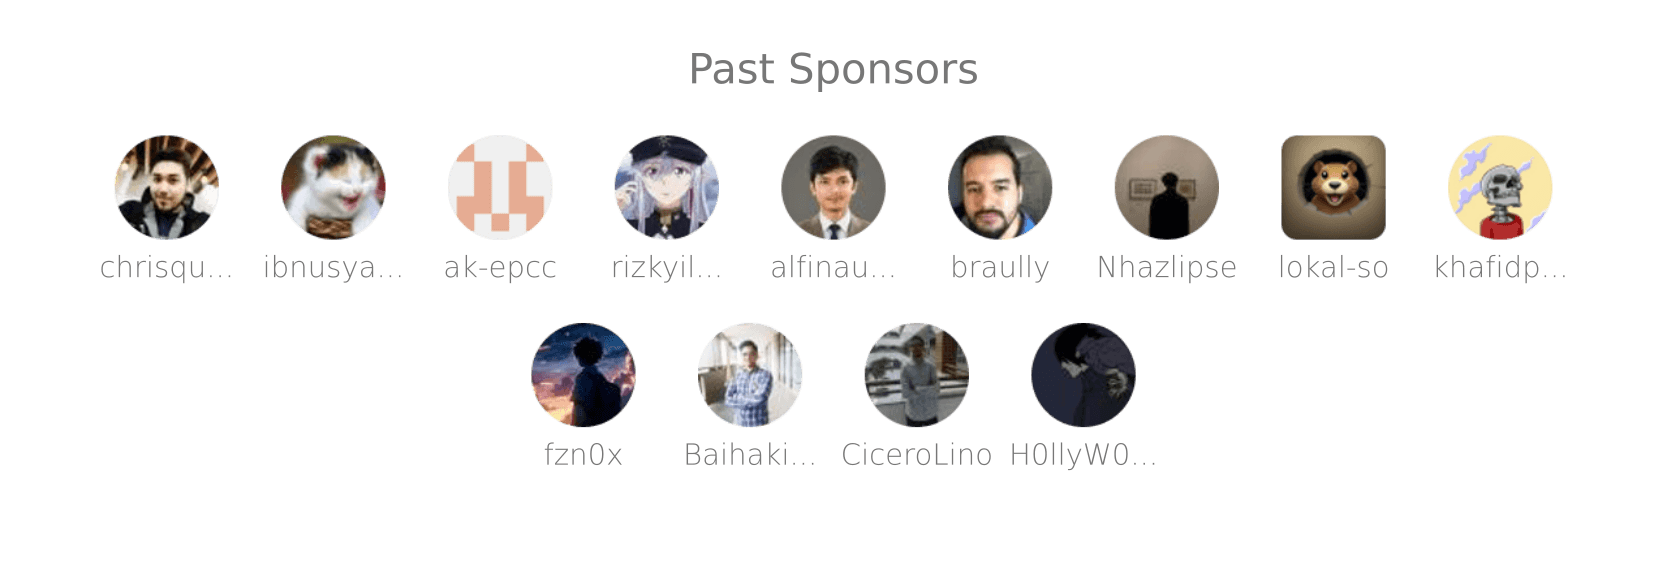 Past Sponsors
chrisqu... ibnusya... ak-epcc rizkyil... alfinau... braully Nhazlipse lokal-so khafidp...
fzn0x Baihaki... CiceroLino H0llyW0...